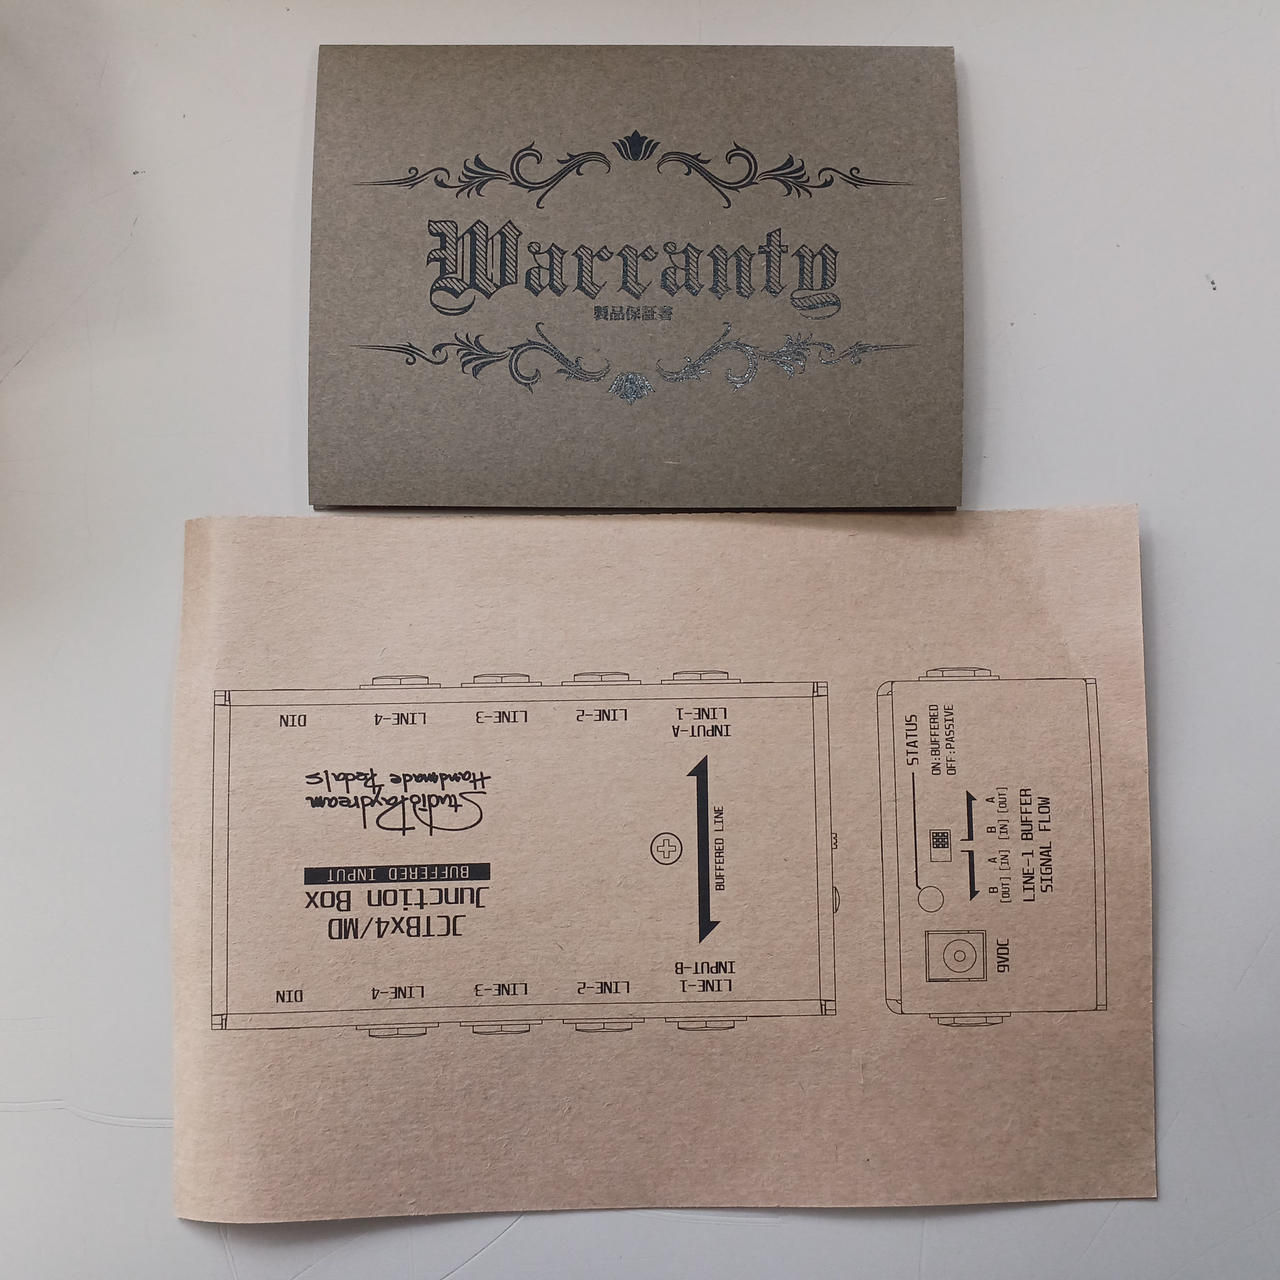 Warranty
製品保証書
JCTBx4/MD
Junction Box
BUFFERED INPUT
StudioDaydream
Handmade Pedals
LINE-1
INPUT-B
LINE-2
LINE-3
LINE-4
DIN
BUFFERED LINE
INPUT-A
LINE-1
LINE-2
LINE-3
LINE-4
DIN
STATUS
ON:BUFFERED
OFF:PASSIVE
B A B A
[OUT] [IN] [IN] [OUT]
LINE-1 BUFFER
SIGNAL FLOW
9VDC